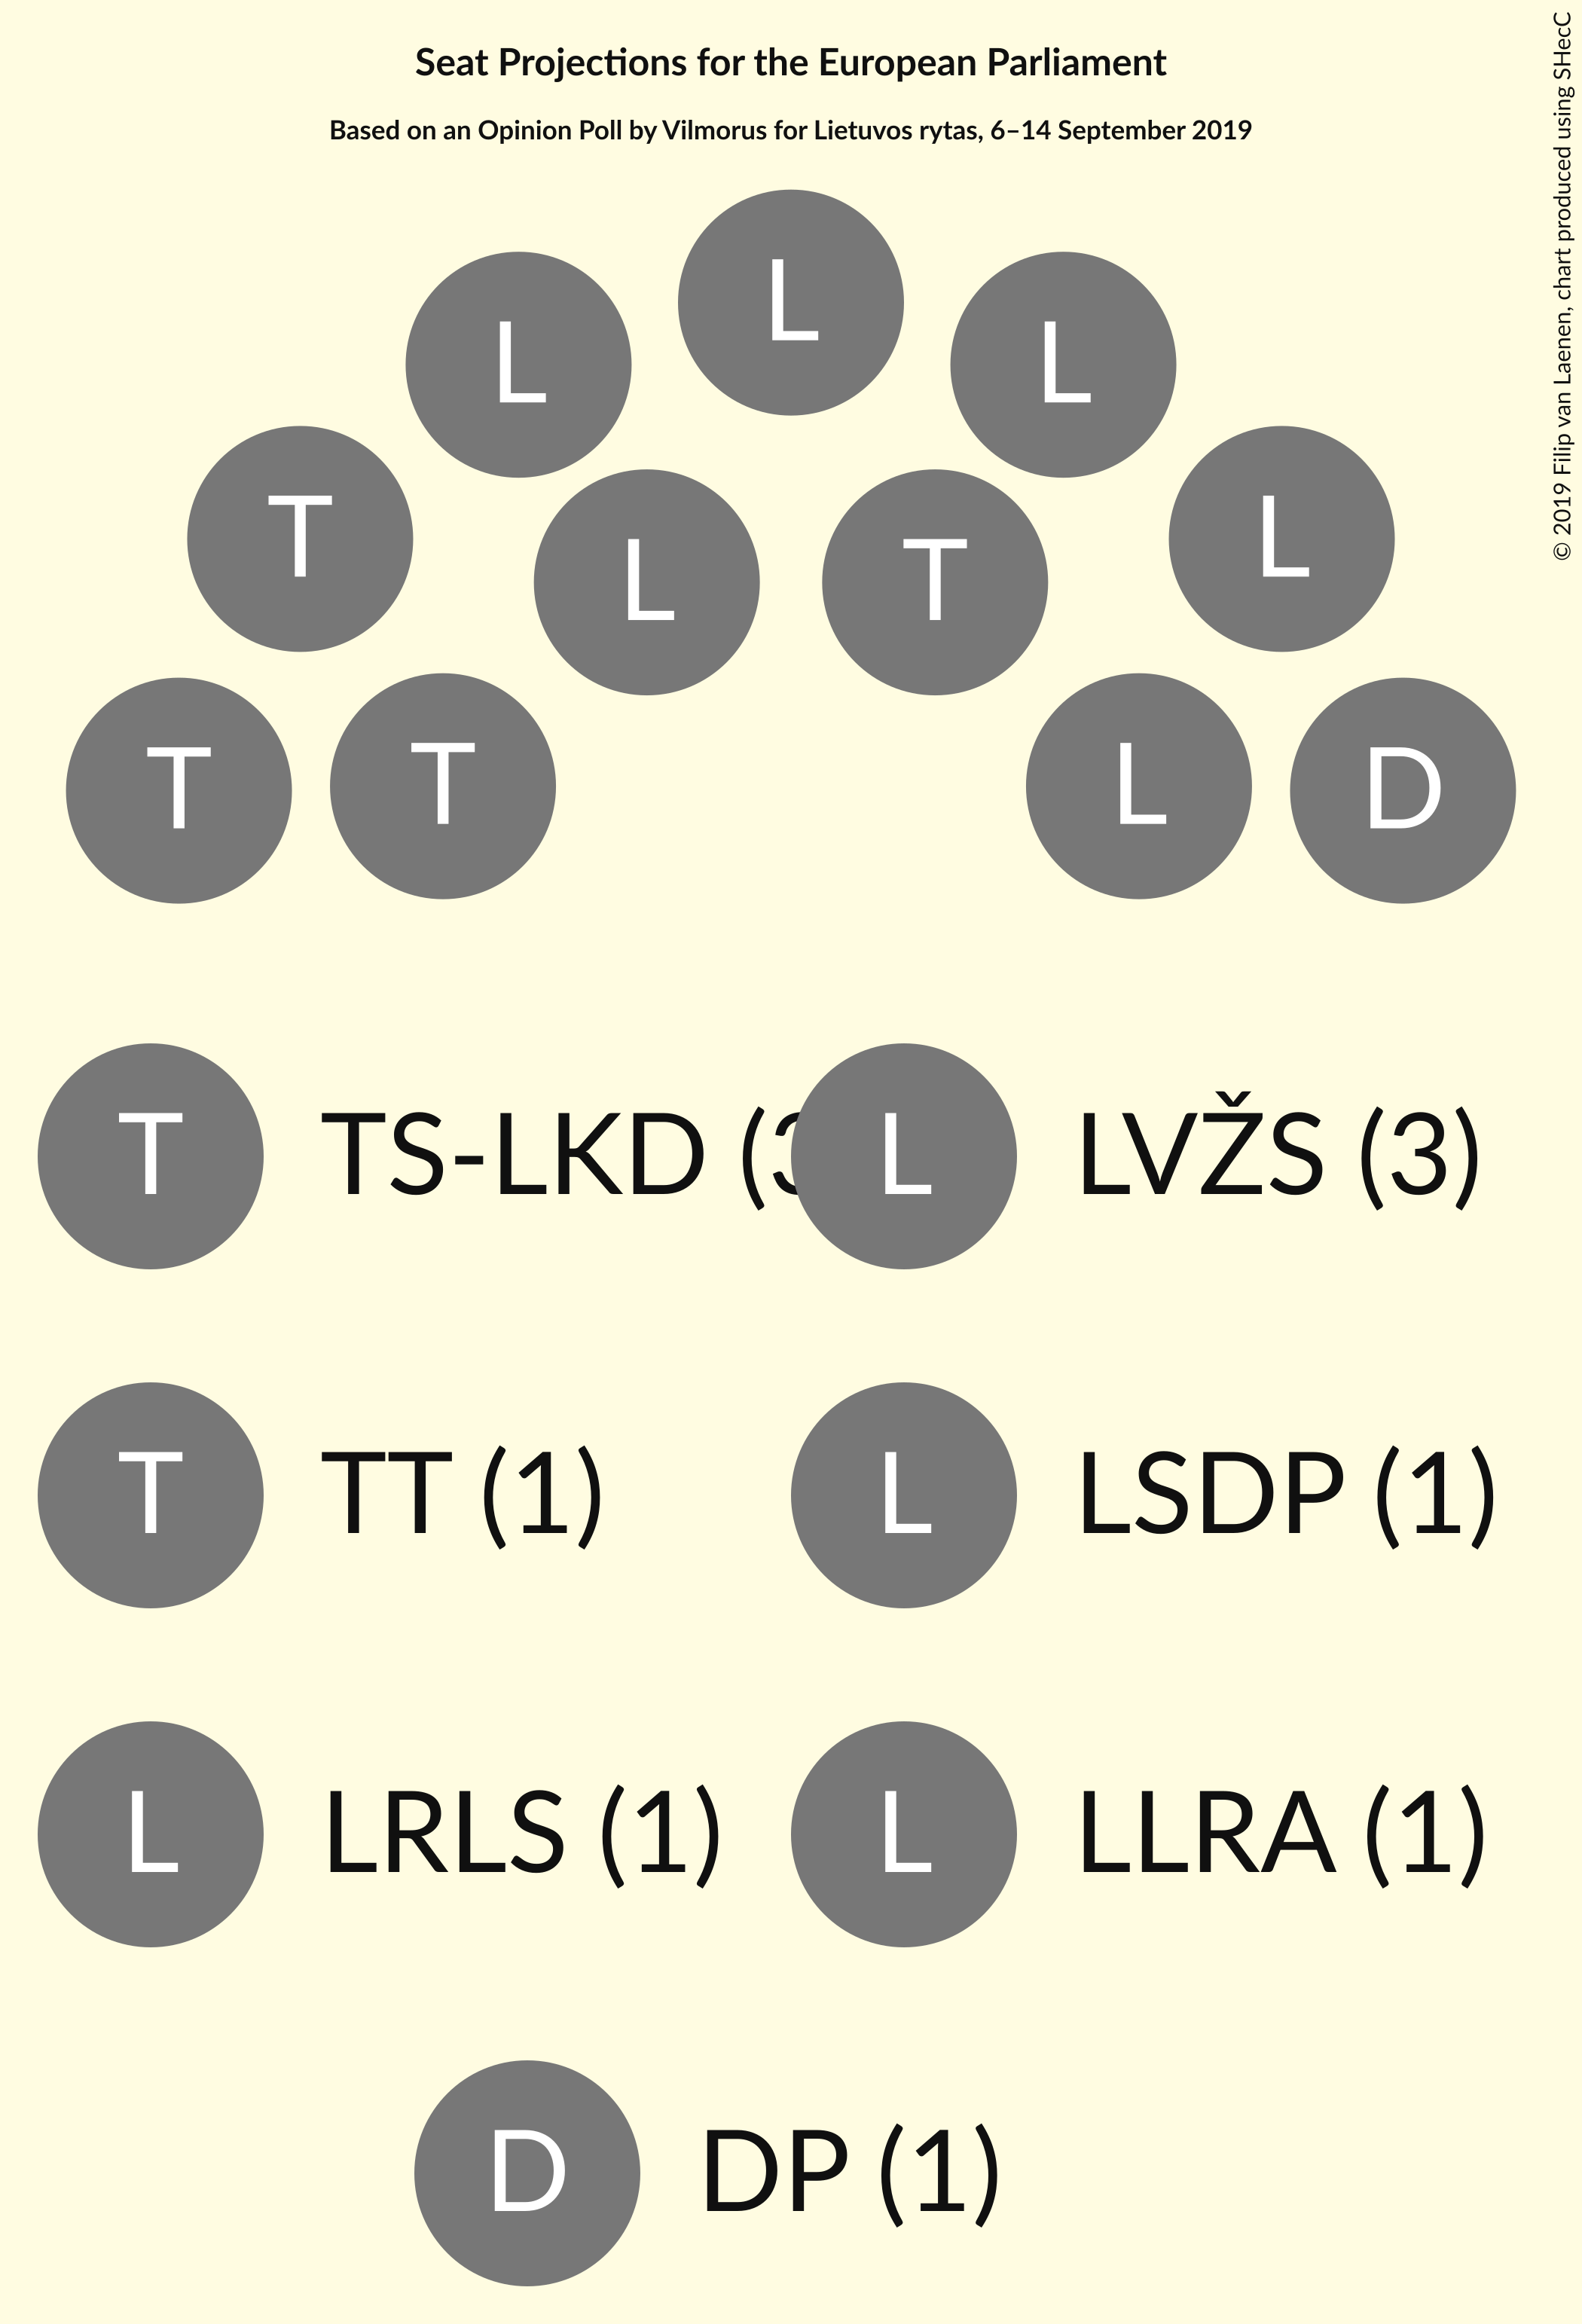 Seat Projections for the European Parliament
Based on an Opinion Poll by Vilmorus for Lietuvos rytas, 6–14 September 2019
© 2019 Filip van Laenen, chart produced using SHecC
L
L L
T L
L T
T T L D
T TS-LKD (3 L LVŽS (3)
T TT (1) L LSDP (1)
L LRLS (1) L LLRA (1)
D DP (1)